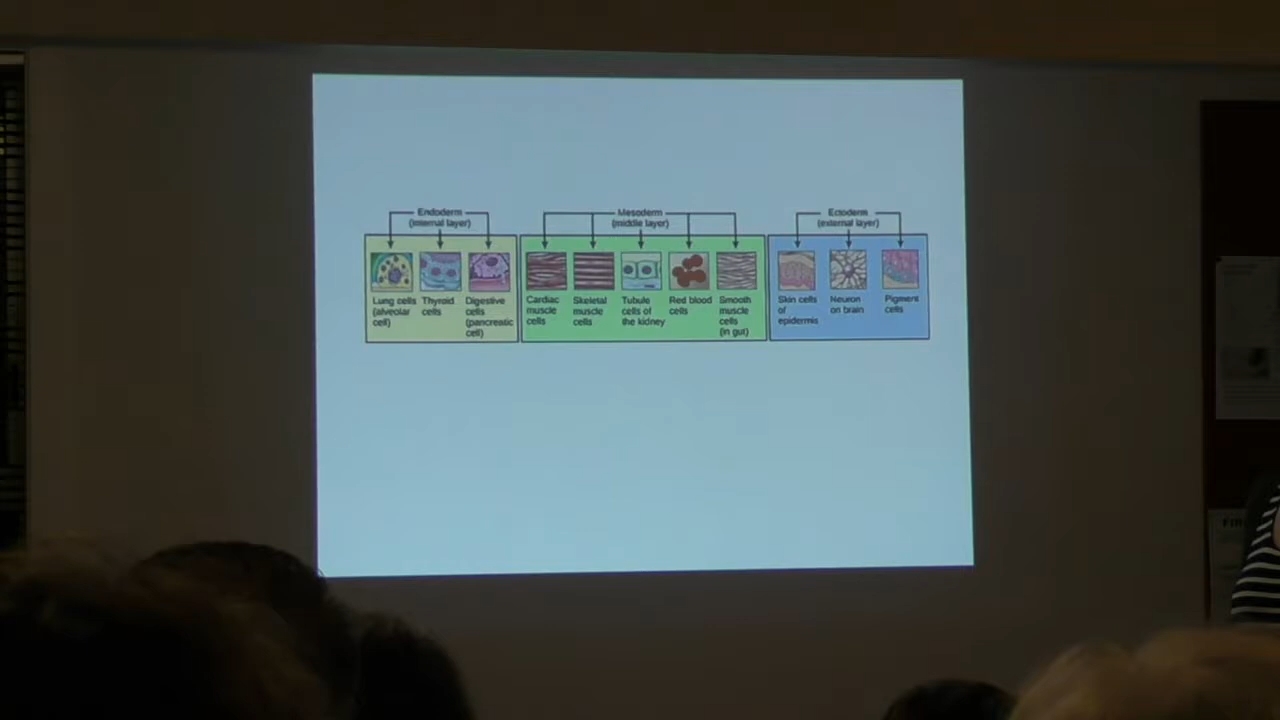 Endoderm
(internal layer)
Mesoderm
(middle layer)
Ectoderm
(external layer)
Lung cells
(alveolar
cell)
Thyroid
cells
Digestive
cells
(pancreatic
cell)
Cardiac
muscle
cells
Skeletal
muscle
cells
Tubule
cells of
the kidney
Red blood
cells
Smooth
muscle
cells
(in gut)
Skin cells
of
epidermis
Neuron
on brain
Pigment
cells